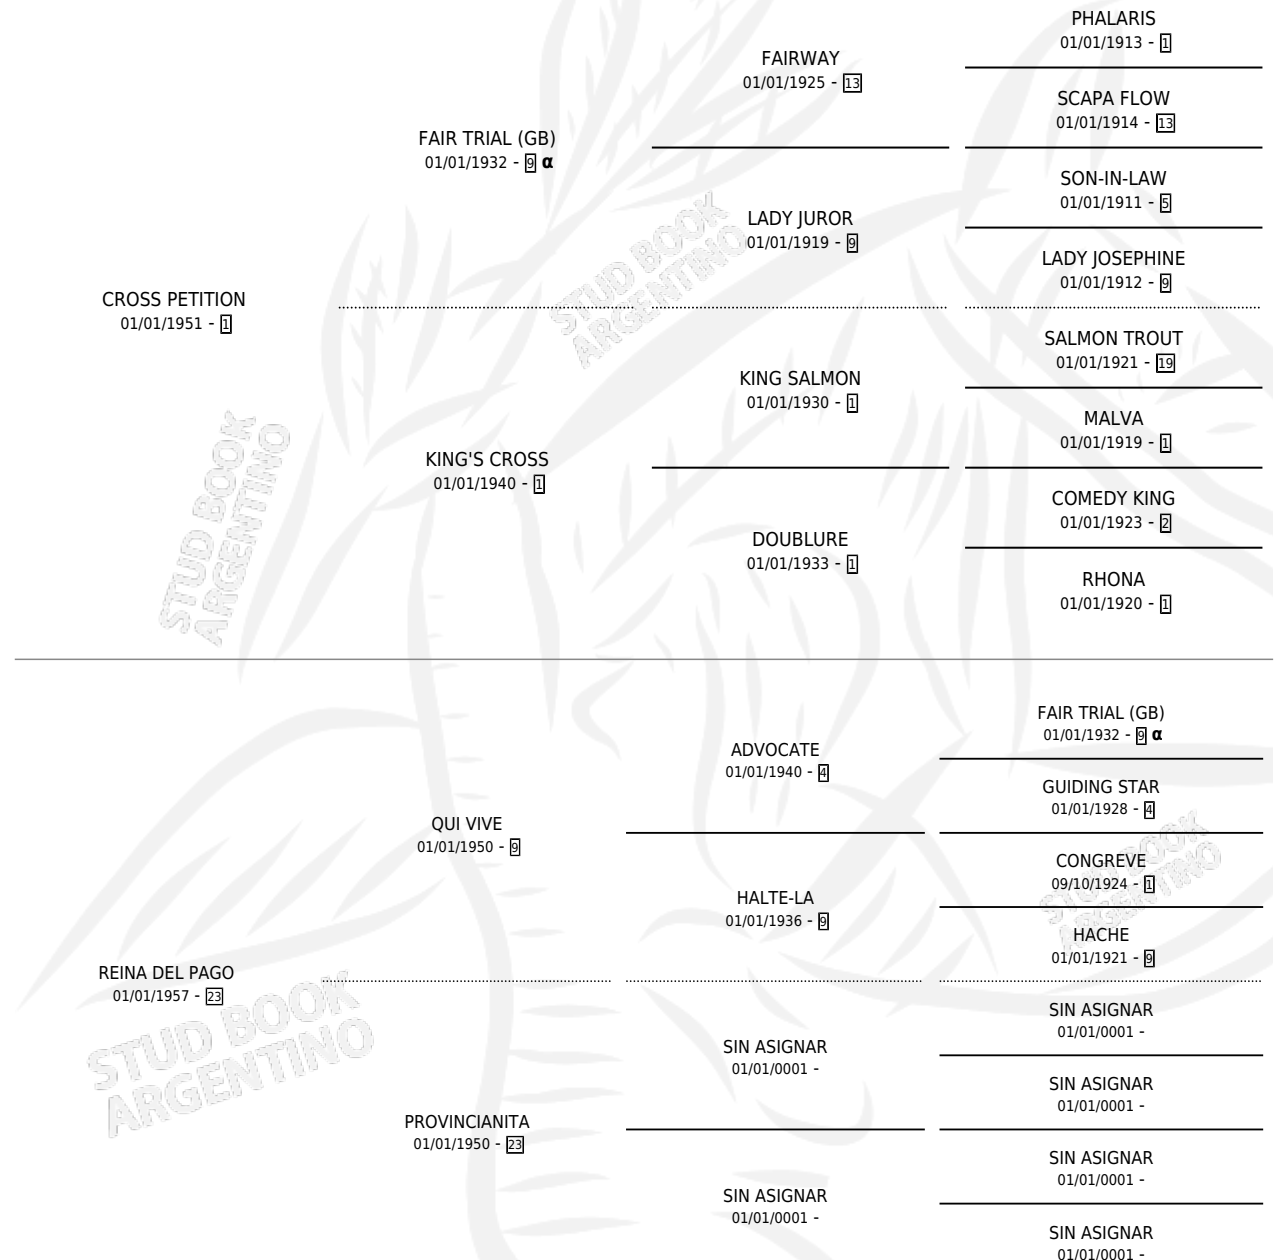 PHALARIS
01/01/1913 - 1
FAIRWAY
01/01/1925 - 13
SCAPA FLOW
01/01/1914 - 13
FAIR TRIAL (GB)
01/01/1932 - 9 α
SON-IN-LAW
01/01/1911 - 5
LADY JUROR
01/01/1919 - 9
LADY JOSEPHINE
01/01/1912 - 9
CROSS PETITION
01/01/1951 - 1
SALMON TROUT
01/01/1921 - 19
KING SALMON
01/01/1930 - 1
MALVA
01/01/1919 - 1
KING'S CROSS
01/01/1940 - 1
COMEDY KING
01/01/1923 - 2
DOUBLURE
01/01/1933 - 1
RHONA
01/01/1920 - 1
FAIR TRIAL (GB)
01/01/1932 - 9 α
ADVOCATE
01/01/1940 - 4
GUIDING STAR
01/01/1928 - 4
QUI VIVE
01/01/1950 - 9
CONGREVE
09/10/1924 - 1
HALTE-LA
01/01/1936 - 9
HACHE
01/01/1921 - 9
REINA DEL PAGO
01/01/1957 - 23
SIN ASIGNAR
01/01/0001 -
SIN ASIGNAR
01/01/0001 -
SIN ASIGNAR
01/01/0001 -
PROVINCIANITA
01/01/1950 - 23
SIN ASIGNAR
01/01/0001 -
SIN ASIGNAR
01/01/0001 -
SIN ASIGNAR
01/01/0001 -
STUD BOOK
ARGENTINO
STUD BOOK
ARGENTINO
STUD BOOK
ARGENTINO
STUD BOOK
ARGENTINO